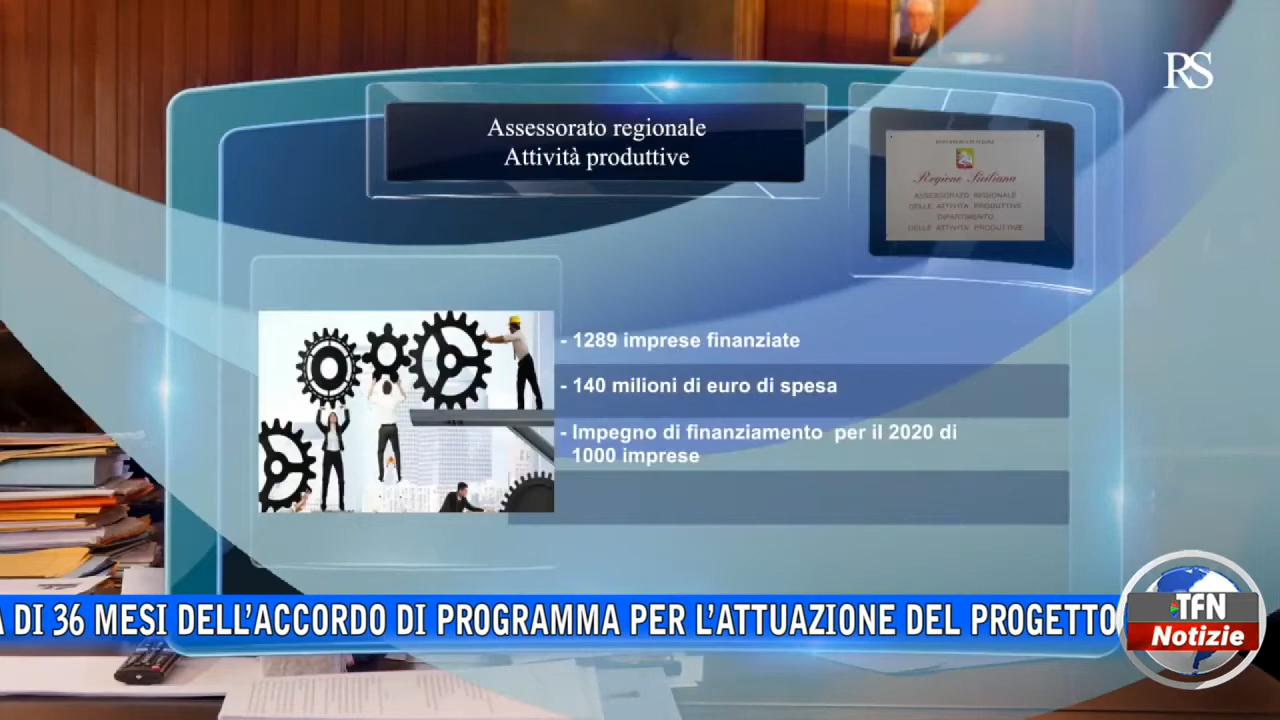 RS
Assessorato regionale
Attività produttive
Regione Siciliana
ASSESSORATO REGIONALE
DELLE ATTIVITÀ PRODUTTIVE
DIPARTIMENTO
DELLE ATTIVITÀ PRODUTTIVE
- 1289 imprese finanziate
- 140 milioni di euro di spesa
- Impegno di finanziamento per il 2020 di
1000 imprese
DI 36 MESI DELL'ACCORDO DI PROGRAMMA PER L'ATTUAZIONE DEL PROGETTO
TFN
Notizie